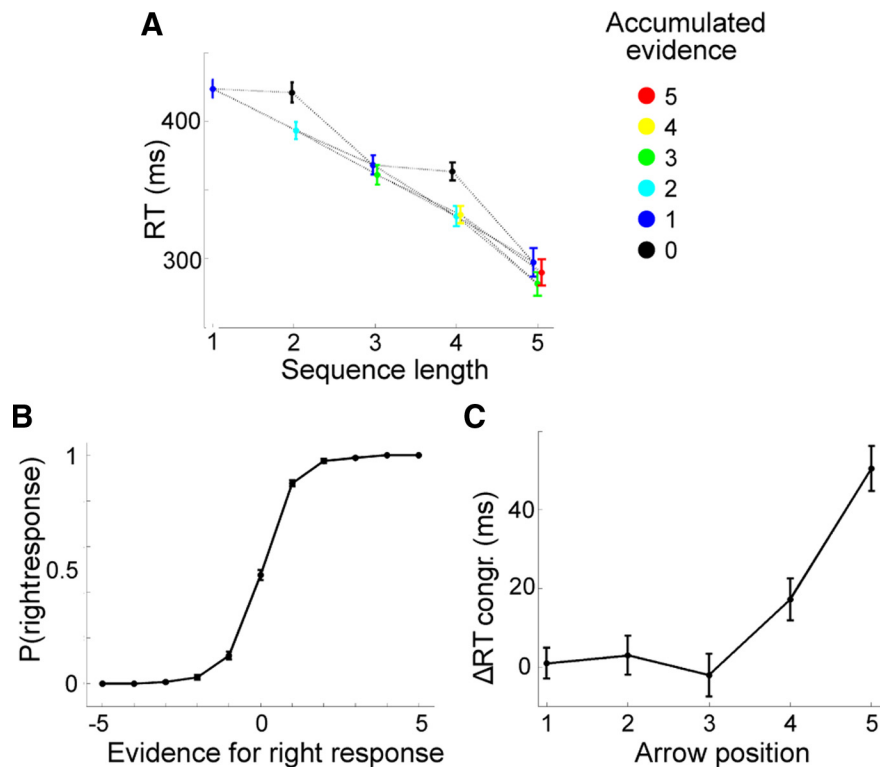 A
Accumulated
evidence
5
4
3
2
1
0
RT (ms)
400
300
1 2 3 4 5
Sequence length
B
P(rightresponse)
1
0.5
0
-5 0 5
Evidence for right response
C
ΔRT congr. (ms)
40
20
0
1 2 3 4 5
Arrow position